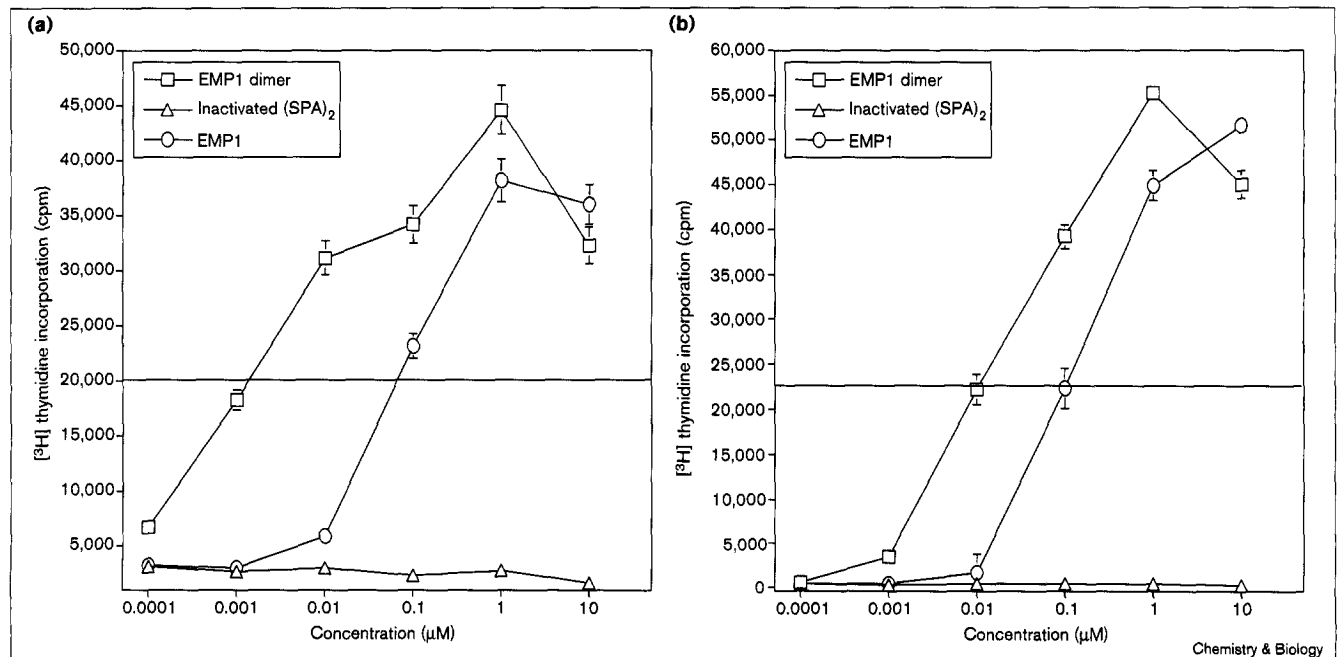 (a)
50,000
45,000
40,000
35,000
30,000
25,000
20,000
15,000
10,000
5,000
[³H] thymidine incorporation (cpm)
EMP1 dimer
Inactivated (SPA)₂
EMP1
0.0001 0.001 0.01 0.1 1 10
Concentration (μM)
(b)
60,000
55,000
50,000
45,000
40,000
35,000
30,000
25,000
20,000
15,000
10,000
5,000
0
[³H] thymidine incorporation (cpm)
EMP1 dimer
Inactivated (SPA)₂
EMP1
0.0001 0.001 0.01 0.1 1 10
Concentration (μM)
Chemistry & Biology